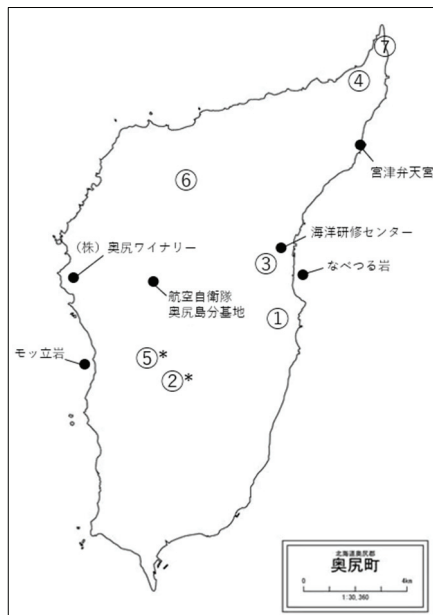 ⑦
④
宮津弁天宮
⑥
海洋研修センター
③
(株)奥尻ワイナリー
なべつる岩
航空自衛隊
奥尻島分基地
①
モッ立岩
⑤*
②*
北海道奥尻郡
奥尻町
0 4km
1:30,360